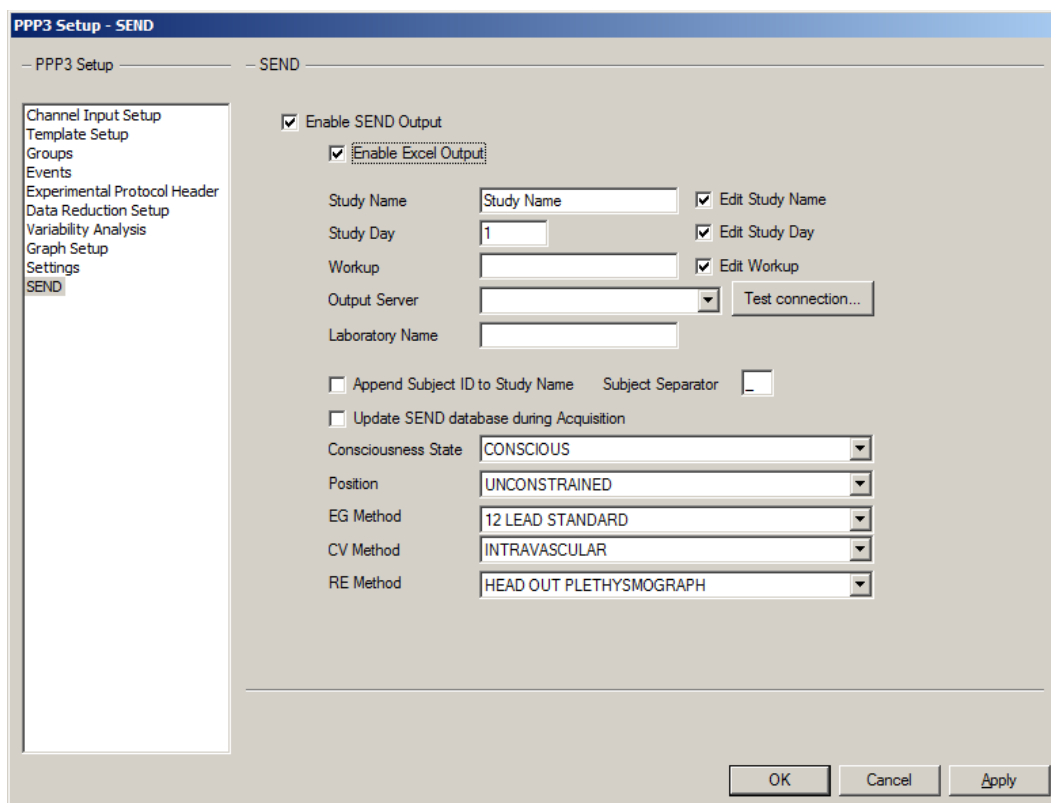 PPP3 Setup - SEND
PPP3 Setup
SEND
Channel Input Setup
Template Setup
Groups
Events
Experimental Protocol Header
Data Reduction Setup
Variability Analysis
Graph Setup
Settings
SEND
Enable SEND Output
Enable Excel Output
Study Name Study Name Edit Study Name
Study Day 1 Edit Study Day
Workup Edit Workup
Output Server Test connection...
Laboratory Name
Append Subject ID to Study Name Subject Separator _
Update SEND database during Acquisition
Consciousness State CONSCIOUS
Position UNCONSTRAINED
EG Method 12 LEAD STANDARD
CV Method INTRAVASCULAR
RE Method HEAD OUT PLETHYSMOGRAPH
OK Cancel Apply